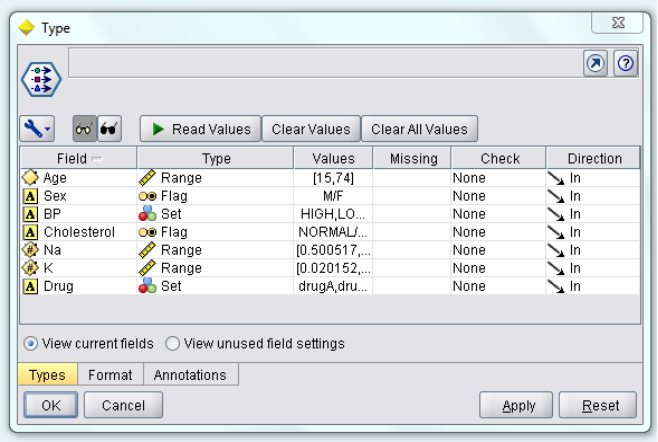 Type
Read Values Clear Values Clear All Values
Field Type Values Missing Check Direction
Age Range [15,74] None In
A Sex Flag M/F None In
A BP Set HIGH,LO... None In
A Cholesterol Flag NORMAL/... None In
# Na Range [0.500517,... None In
# K Range [0.020152,... None In
A Drug Set drugA,dru... None In
View current fields View unused field settings
Types Format Annotations
OK Cancel Apply Reset